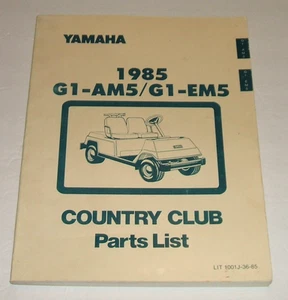 YAMAHA
1985
G1-AM5/G1-EM5
COUNTRY CLUB
Parts List